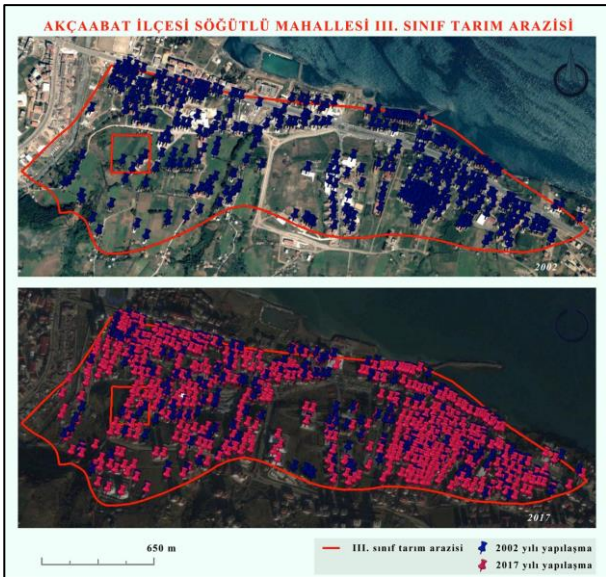 AKÇAABAT İLÇESİ SÖĞÜTLÜ MAHALLESİ III. SINIF TARIM ARAZİSİ
2002
2017
650 m
III. sınıf tarım arazisi
2002 yılı yapılaşma
2017 yılı yapılaşma